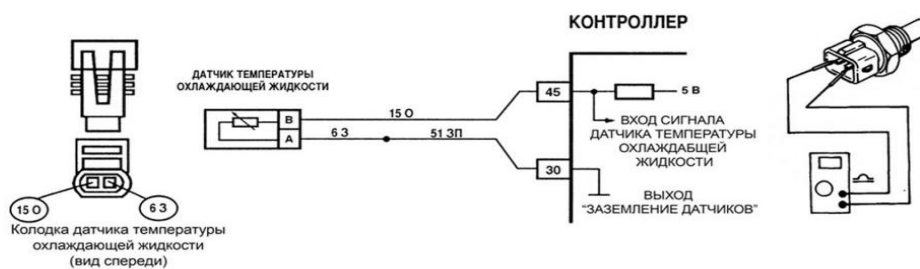 КОНТРОЛЛЕР
ДАТЧИК ТЕМПЕРАТУРЫ
ОХЛАЖДАЮЩЕЙ ЖИДКОСТИ
B
A
15 О
6 З
51 ЗП
45
30
5 В
ВХОД СИГНАЛА
ДАТЧИКА ТЕМПЕРАТУРЫ
ОХЛАЖДАБЩЕЙ
ЖИДКОСТИ
ВЫХОД
"ЗАЗЕМЛЕНИЕ ДАТЧИКОВ"
15 О
6 З
Колодка датчика температуры
охлаждающей жидкости
(вид спереди)